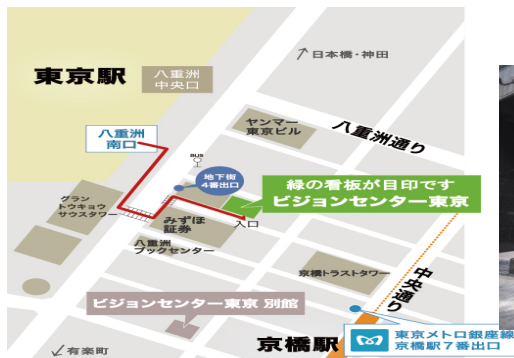 日本橋・神田
東京駅
八重洲
中央口
ヤンマー
東京ビル
八重洲通り
八重洲
南口
BUS
地下街
4番出口
緑の看板が目印です
ビジョンセンター東京
グラン
トウキョウ
サウスタワー
みずほ
証券
入口
八重洲
ブックセンター
京橋トラストタワー
中央通り
ビジョンセンター東京 別館
有楽町
京橋駅
東京メトロ銀座線
京橋駅7番出口